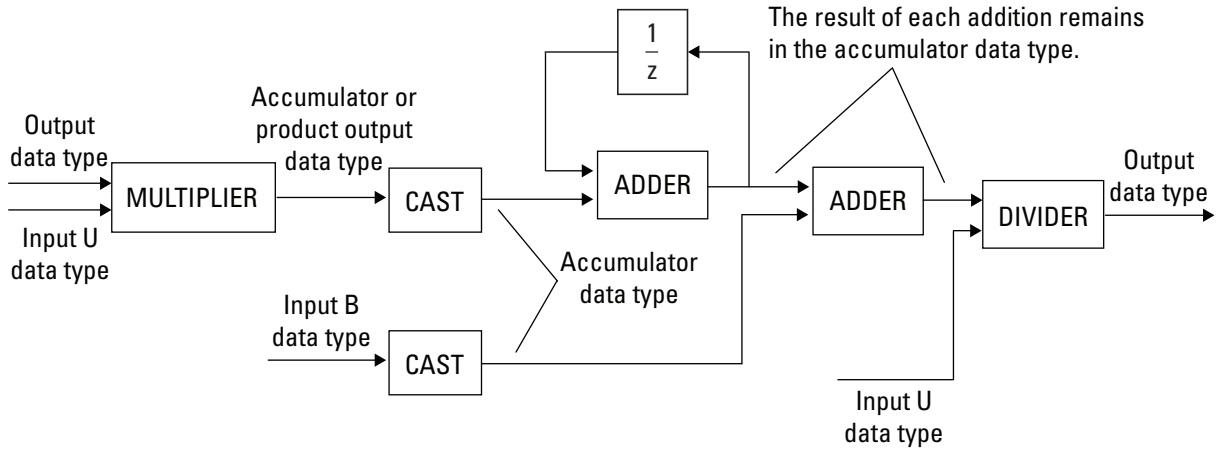 The result of each addition remains
in the accumulator data type.
1
z
Accumulator or
product output
data type
Output
data type
MULTIPLIER
Input U
data type
CAST
ADDER
ADDER
Output
data type
DIVIDER
Accumulator
data type
Input B
data type
CAST
Input U
data type